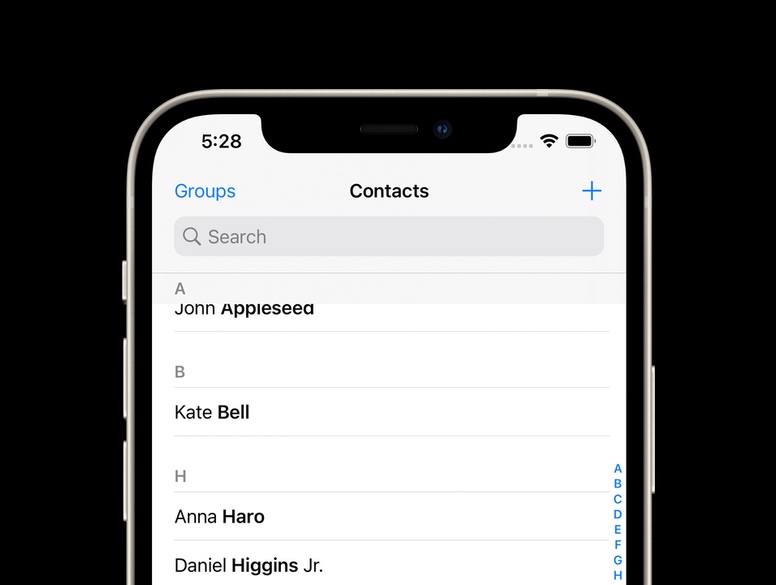 5:28
Groups Contacts +
Search
A
John Appleseed
B
Kate Bell
H
Anna Haro
Daniel Higgins Jr.
A
B
C
D
E
F
G
H